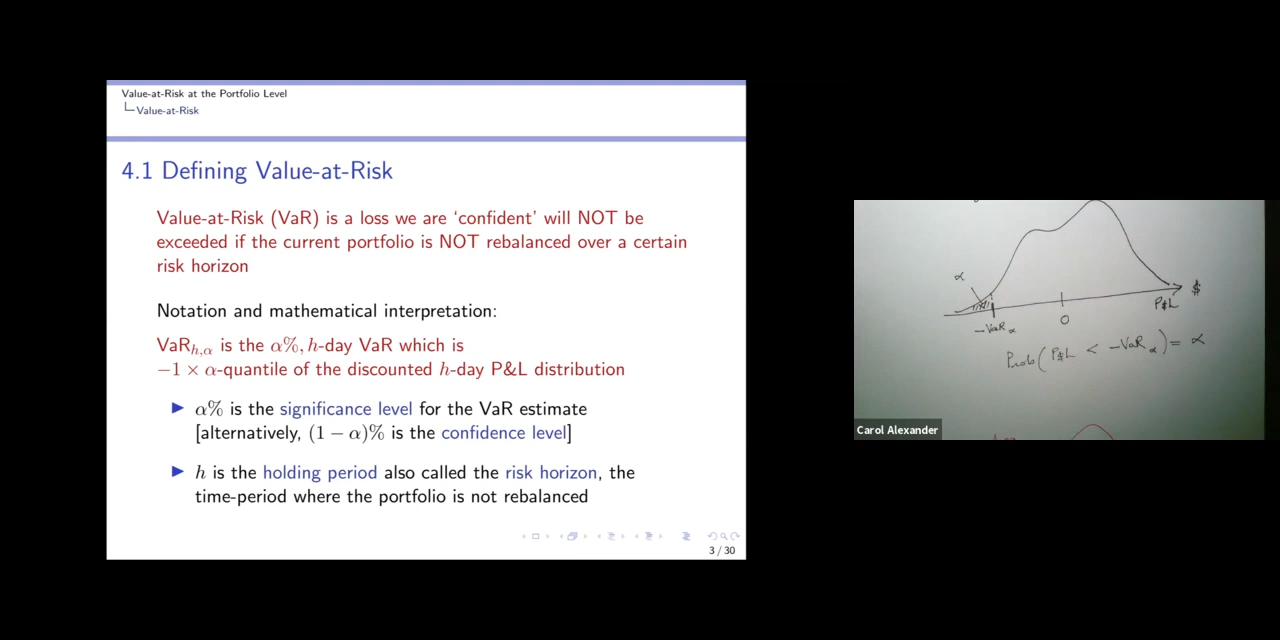 Value-at-Risk at the Portfolio Level
Value-at-Risk
4.1 Defining Value-at-Risk
Value-at-Risk (VaR) is a loss we are ‘confident’ will NOT be
exceeded if the current portfolio is NOT rebalanced over a certain
risk horizon
Notation and mathematical interpretation:
VaRₕ,α is the α%, h-day VaR which is
−1 × α-quantile of the discounted h-day P&L distribution
▶ α% is the significance level for the VaR estimate
[alternatively, (1 − α)% is the confidence level]
▶ h is the holding period also called the risk horizon, the
time-period where the portfolio is not rebalanced
3 / 30
α
$
P&L
−VaR α
0
Prob(P&L < −VaR α) = α
Carol Alexander